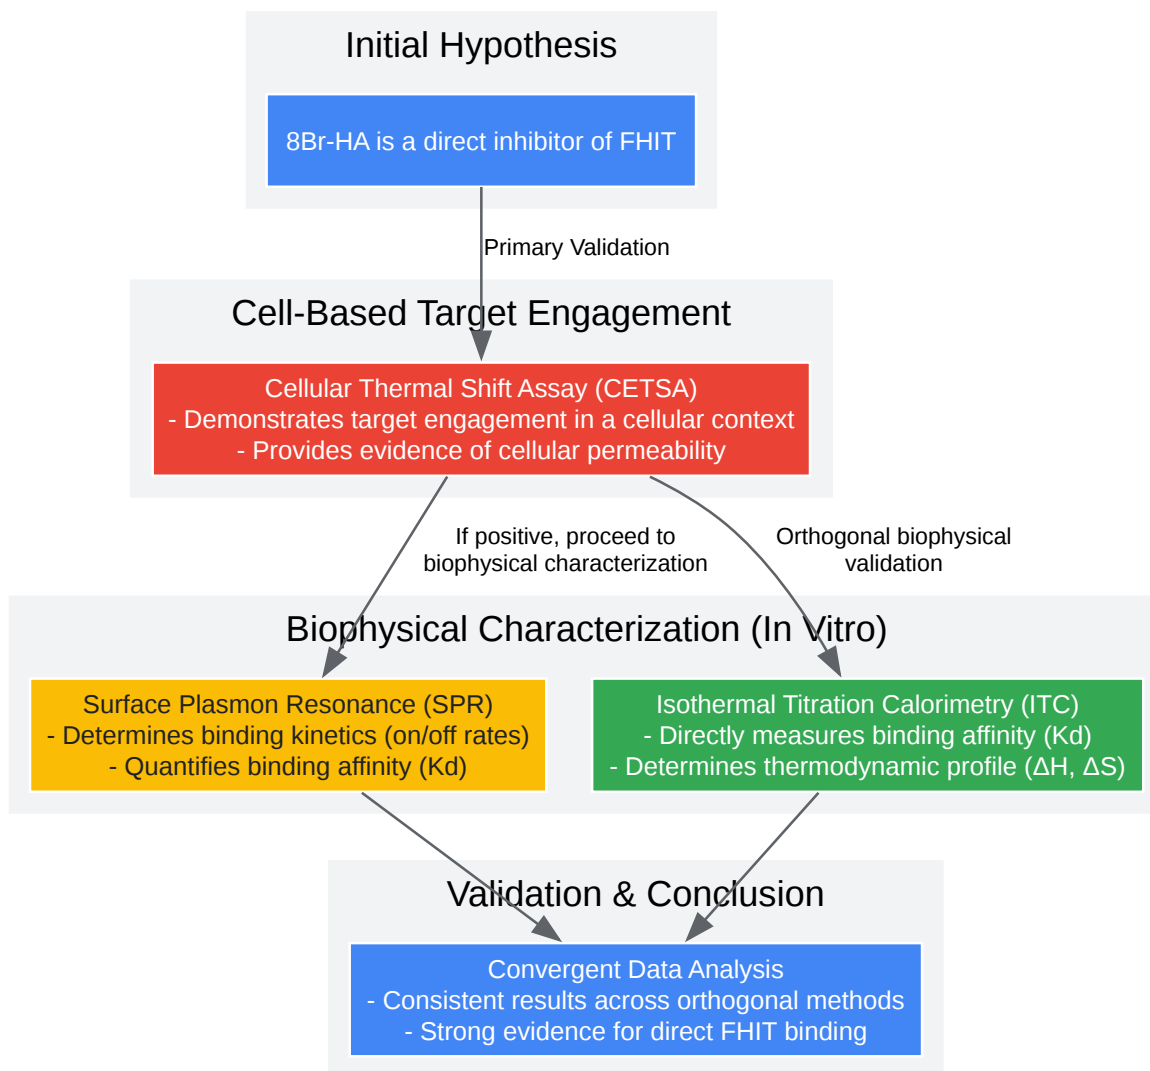 Initial Hypothesis
8Br-HA is a direct inhibitor of FHIT
Primary Validation
Cell-Based Target Engagement
Cellular Thermal Shift Assay (CETSA)
- Demonstrates target engagement in a cellular context
- Provides evidence of cellular permeability
If positive, proceed to
biophysical characterization
Orthogonal biophysical
validation
Biophysical Characterization (In Vitro)
Surface Plasmon Resonance (SPR)
- Determines binding kinetics (on/off rates)
- Quantifies binding affinity (Kd)
Isothermal Titration Calorimetry (ITC)
- Directly measures binding affinity (Kd)
- Determines thermodynamic profile (ΔH, ΔS)
Validation & Conclusion
Convergent Data Analysis
- Consistent results across orthogonal methods
- Strong evidence for direct FHIT binding